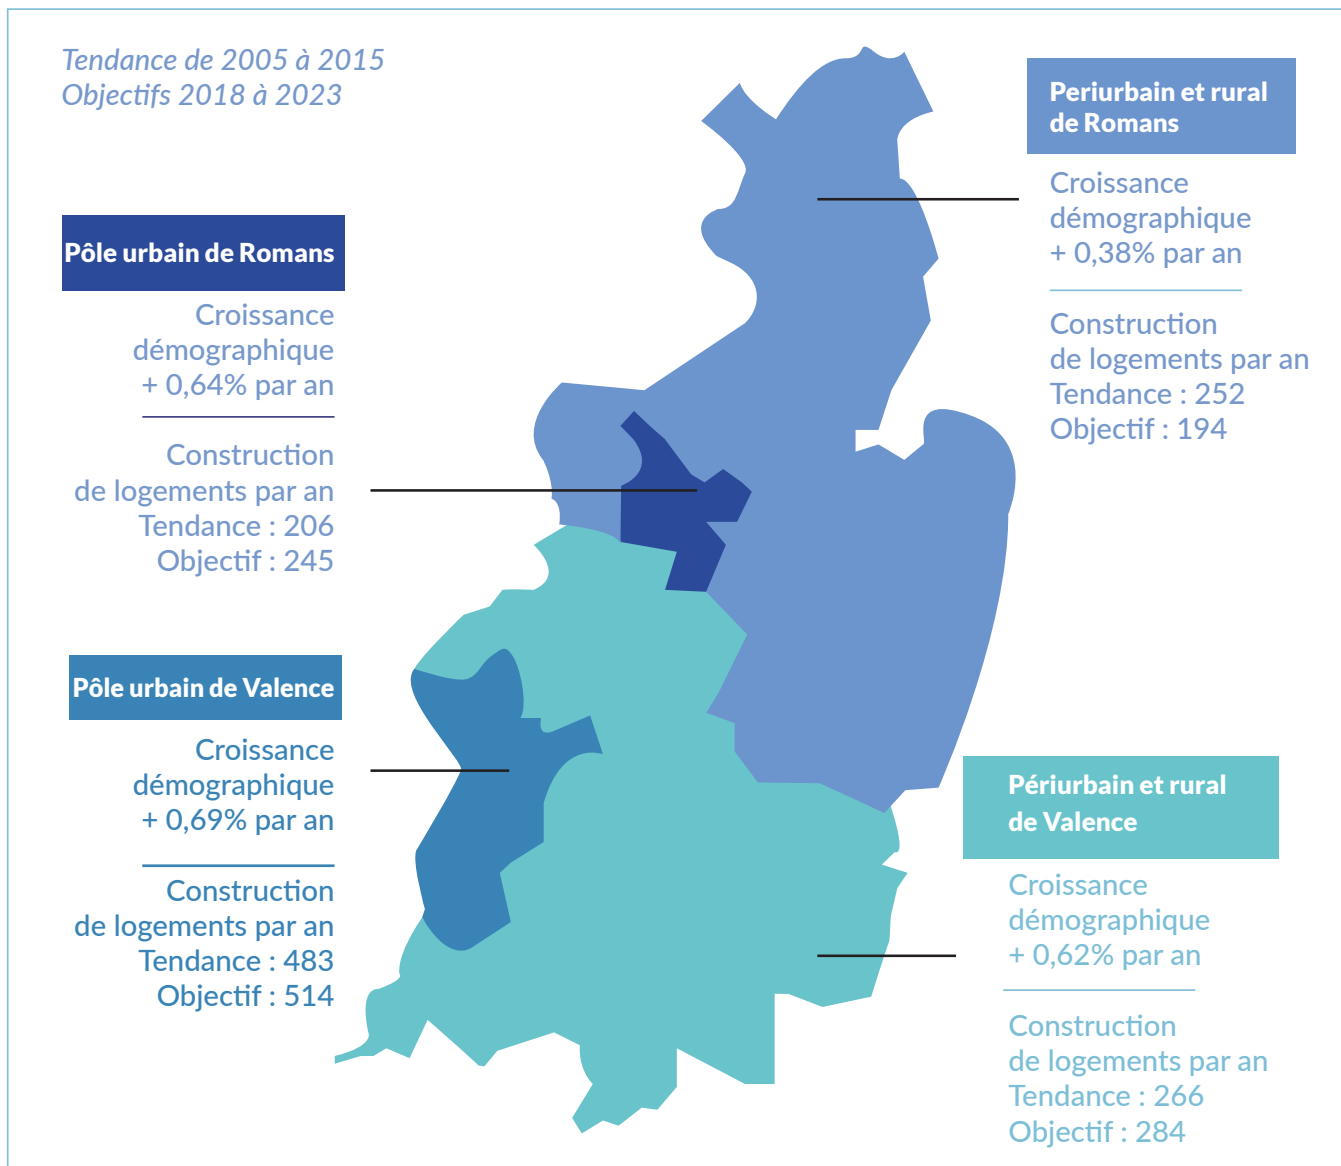 Tendance de 2005 à 2015
Objectifs 2018 à 2023
Periurbain et rural
de Romans
Croissance
démographique
+ 0,38% par an
Construction
de logements par an
Tendance : 252
Objectif : 194
Pôle urbain de Romans
Croissance
démographique
+ 0,64% par an
Construction
de logements par an
Tendance : 206
Objectif : 245
Pôle urbain de Valence
Croissance
démographique
+ 0,69% par an
Construction
de logements par an
Tendance : 483
Objectif : 514
Périurbain et rural
de Valence
Croissance
démographique
+ 0,62% par an
Construction
de logements par an
Tendance : 266
Objectif : 284